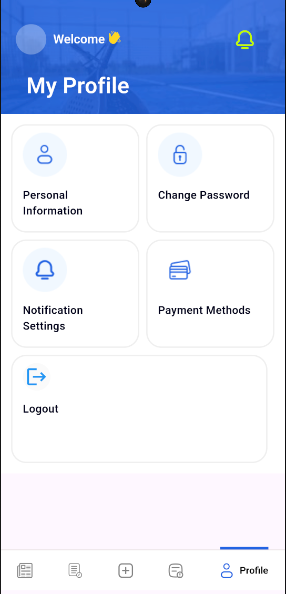 Welcome 👋
My Profile
Personal
Information
Change Password
Notification
Settings
Payment Methods
Logout
Profile